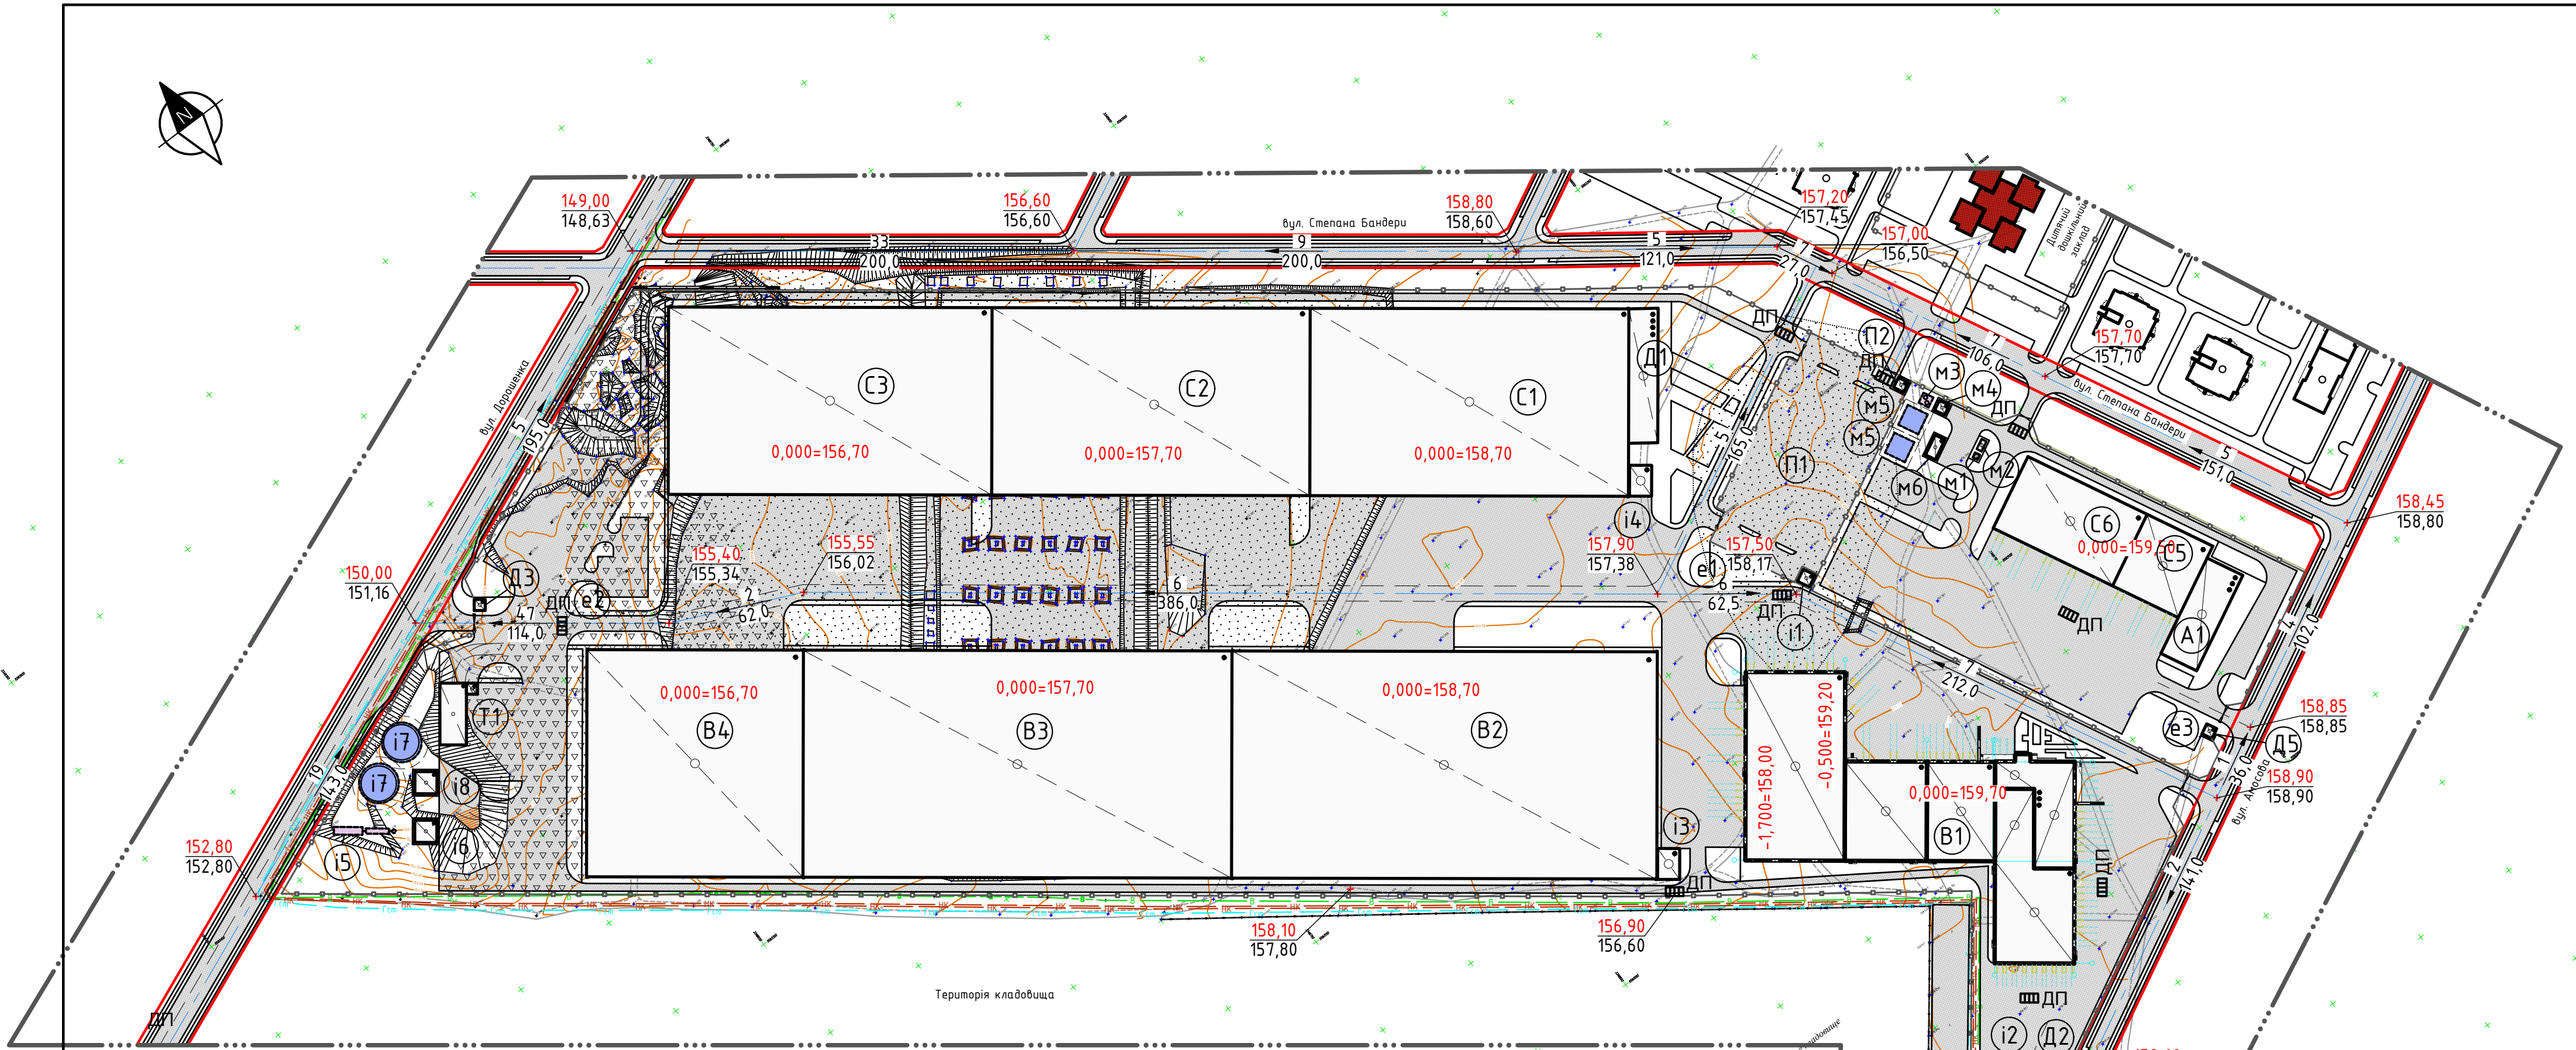 N
149,00
148,63
156,60
156,60
158,80
158,60
157,20
157,45
157,00
156,50
Дитячий
дошкільний
заклад
вул. Степана Бандери
33
200,0
9
200,0
5
121,0
7
27,0
7
106,0
157,70
157,70
вул. Степана Бандери
5
151,0
158,45
158,80
вул. Дорошенка
5
195,0
С3
0,000=156,70
С2
0,000=157,70
С1
0,000=158,70
Д1
ДП
П2
ДП
м3
м4
м5
ДП
м5
П1
5
165,0
м6
м1
м2
і4
С6
С5
0,000=159,50
150,00
151,16
Д3
ДП
е2
47
114,0
155,40
155,34
2
62,0
155,55
156,02
6
386,0
157,90
157,38
е1
157,50
158,17
6
62,5
ДП
і1
ДП
А1
14
102,0
7
212,0
158,85
158,85
е3
Д5
1
36,0
158,90
158,90
вул. Амосова
Т1
і7
і7
і8
і6
і5
19
143,0
152,80
152,80
0,000=156,70
В4
0,000=157,70
В3
0,000=158,70
В2
і3
-1,700=158,00
-0,500=159,20
0,000=159,70
В1
ДП
ДП
2
141,0
158,10
157,80
156,90
156,60
Територія кладовища
ДП
ДП
і2
Д2